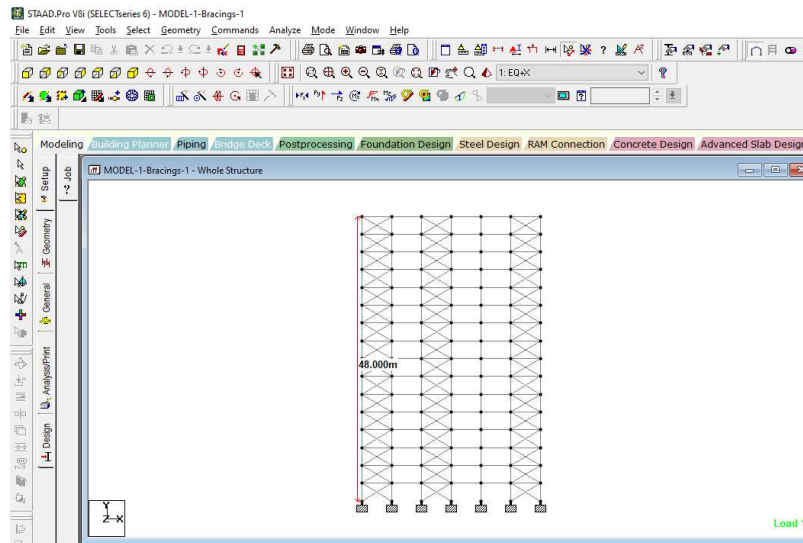 STAAD.Pro V8i (SELECTseries 6) - MODEL-1-Bracings-1
File Edit View Tools Select Geometry Commands Analyze Mode Window Help
1: EQ+X
Modeling Building Planner Piping Bridge Deck Postprocessing Foundation Design Steel Design RAM Connection Concrete Design Advanced Slab Design
MODEL-1-Bracings-1 - Whole Structure
Setup
Job
Geometry
General
Analysis/Print
Design
48.000m
Y
Z X
Load 1